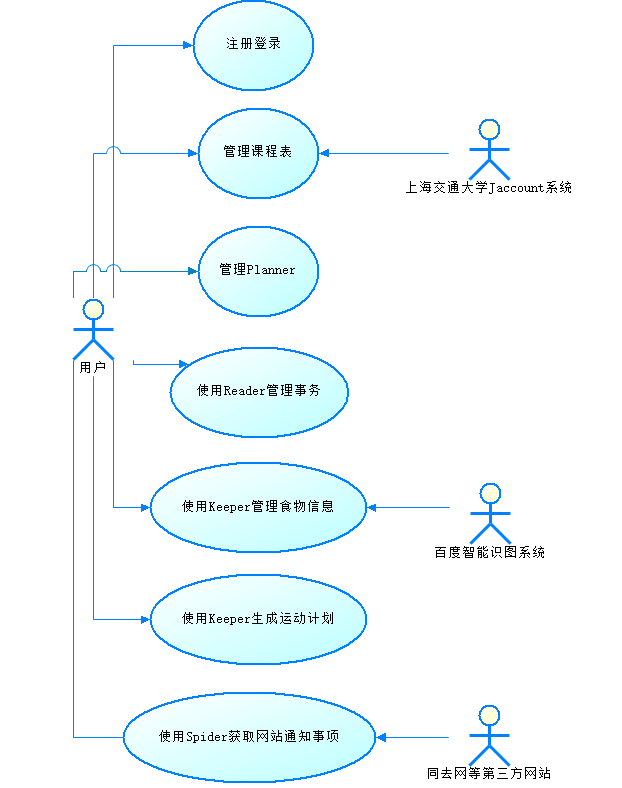 注册登录
管理课程表
上海交通大学Jaccount系统
管理Planner
用户
使用Reader管理事务
使用Keeper管理食物信息
百度智能识图系统
使用Keeper生成运动计划
使用Spider获取网站通知事项
同去网等第三方网站